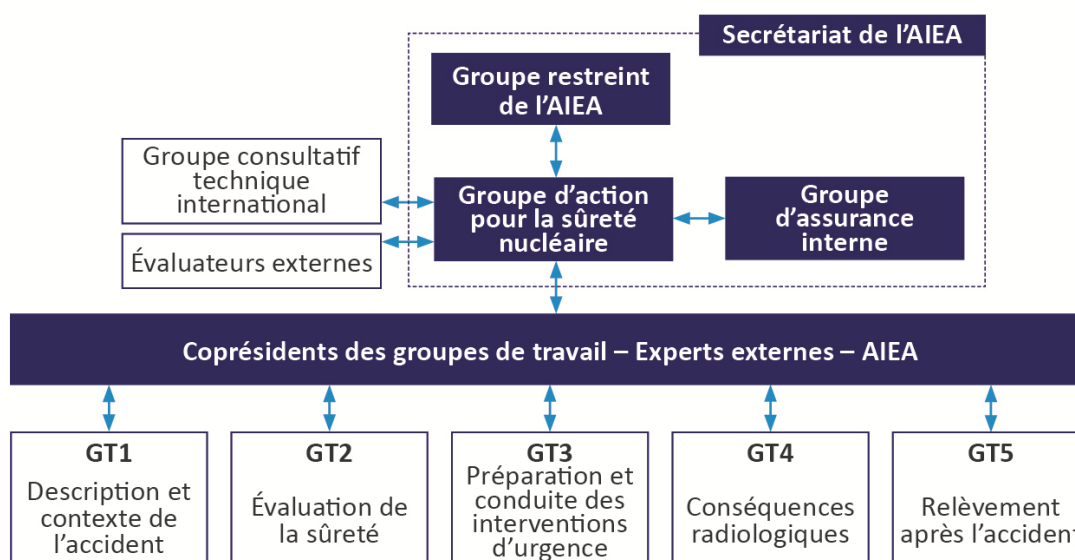 Secrétariat de l’AIEA
Groupe restreint
de l’AIEA
Groupe consultatif
technique
international
Groupe d’action
pour la sûreté
nucléaire
Groupe
d’assurance
interne
Évaluateurs externes
Coprésidents des groupes de travail – Experts externes – AIEA
GT1
Description et
contexte de
l’accident
GT2
Évaluation de
la sûreté
GT3
Préparation et
conduite des
interventions
d’urgence
GT4
Conséquences
radiologiques
GT5
Relèvement
après l’accident